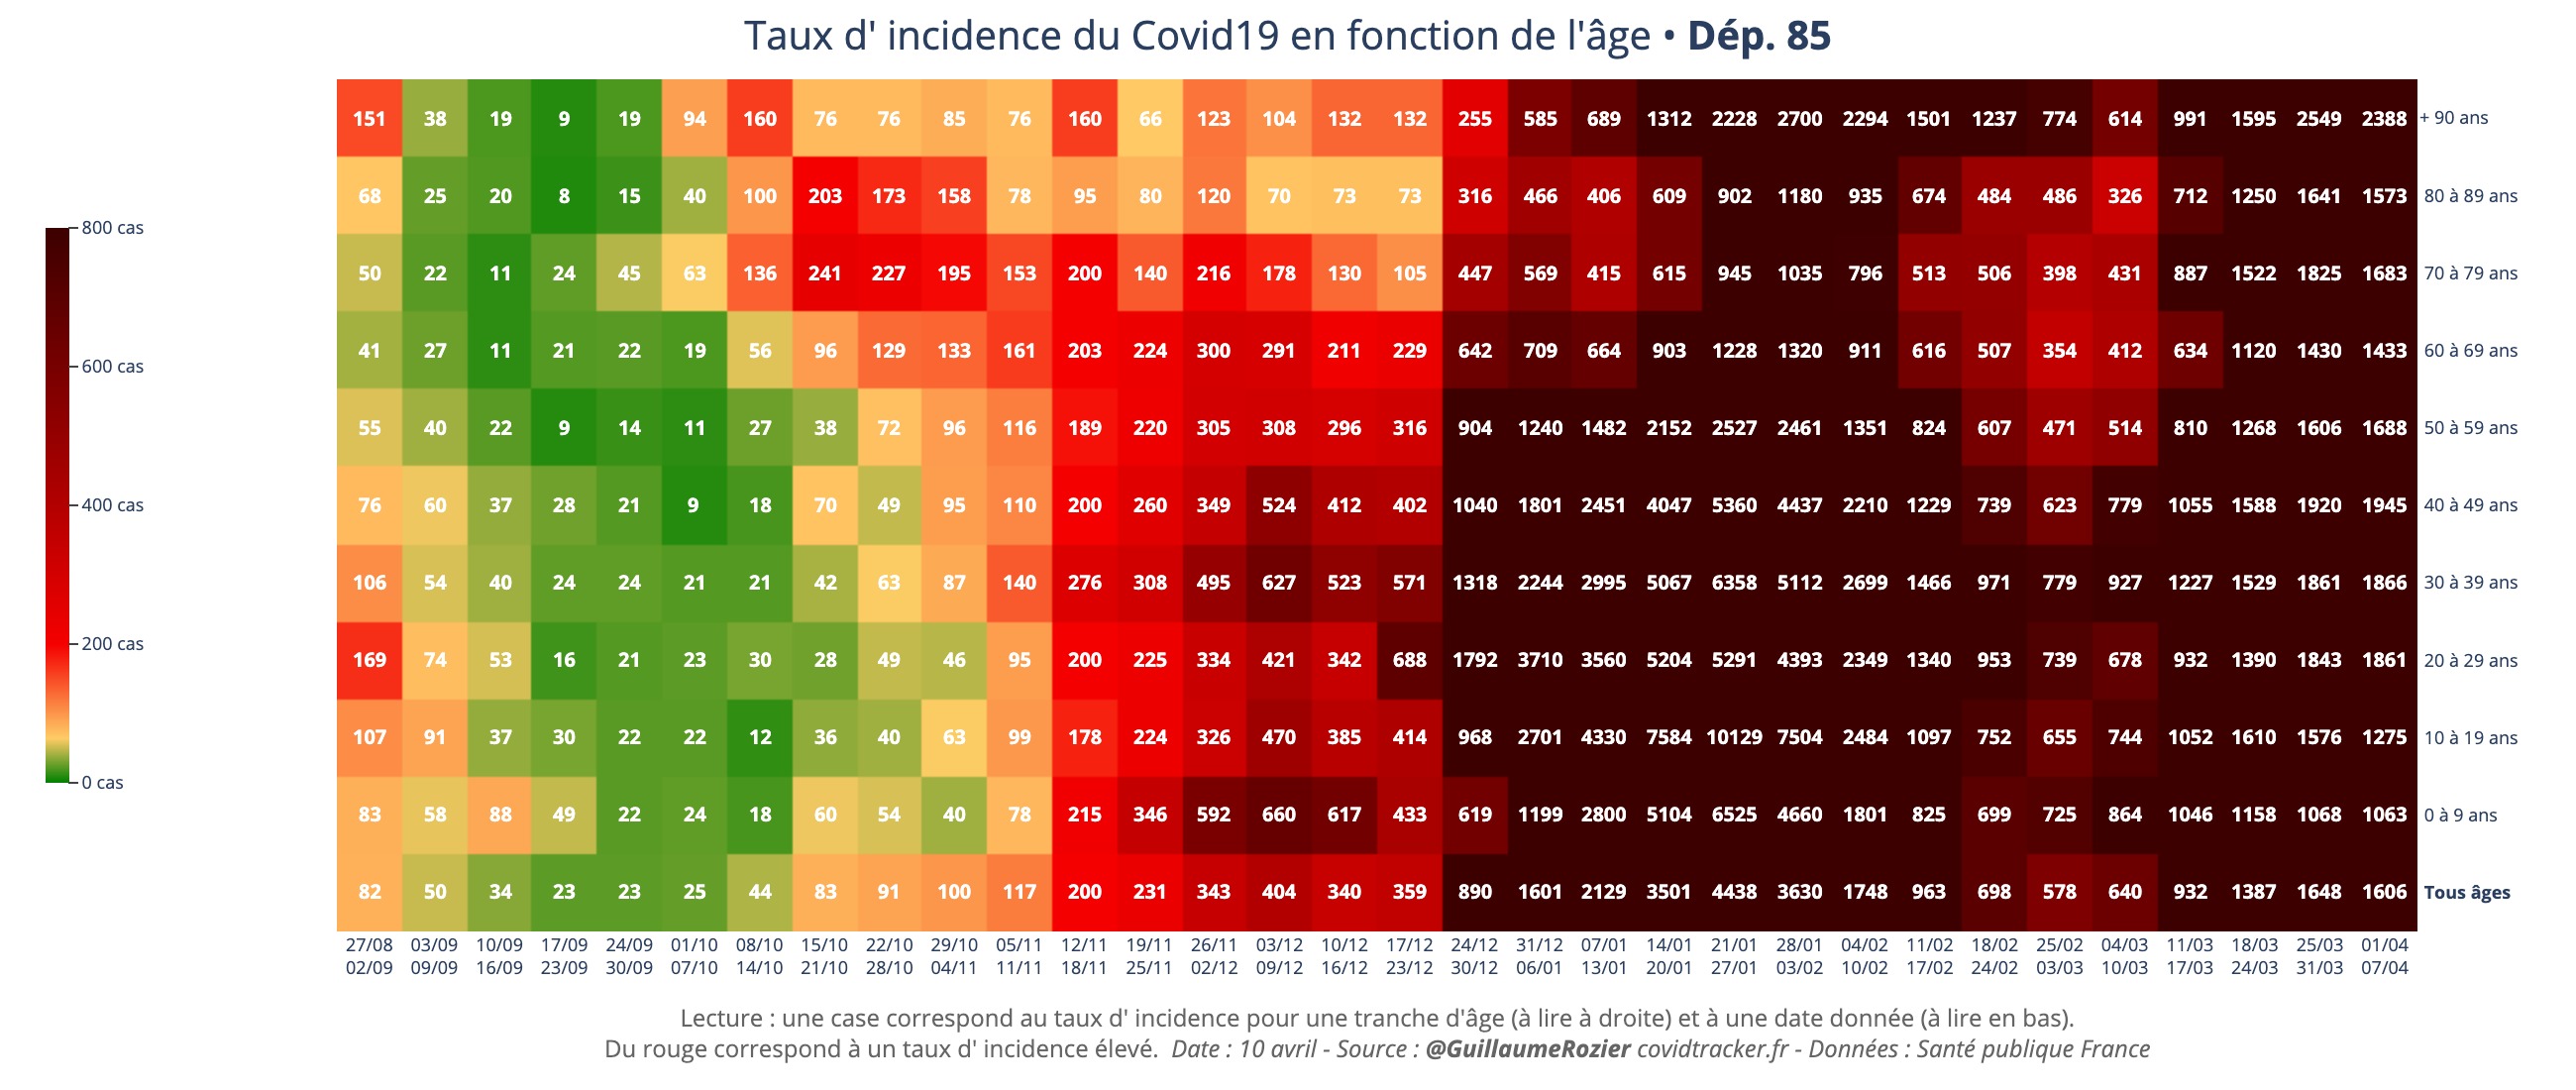 Taux d' incidence du Covid19 en fonction de l'âge • Dép. 85
151 38 19 9 19 94 160 76 76 85 76 160 66 123 104 132 132 255 585 689 1312 2228 2700 2294 1501 1237 774 614 991 1595 2549 2388 + 90 ans
68 25 20 8 15 40 100 203 173 158 78 95 80 120 70 73 73 316 466 406 609 902 1180 935 674 484 486 326 712 1250 1641 1573 80 à 89 ans
800 cas
50 22 11 24 45 63 136 241 227 195 153 200 140 216 178 130 105 447 569 415 615 945 1035 796 513 506 398 431 887 1522 1825 1683 70 à 79 ans
41 27 11 21 22 19 56 96 129 133 161 203 224 300 291 211 229 642 709 664 903 1228 1320 911 616 507 354 412 634 1120 1430 1433 60 à 69 ans
600 cas
55 40 22 9 14 11 27 38 72 96 116 189 220 305 308 296 316 904 1240 1482 2152 2527 2461 1351 824 607 471 514 810 1268 1606 1688 50 à 59 ans
400 cas
76 60 37 28 21 9 18 70 49 95 110 200 260 349 524 412 402 1040 1801 2451 4047 5360 4437 2210 1229 739 623 779 1055 1588 1920 1945 40 à 49 ans
106 54 40 24 24 21 21 42 63 87 140 276 308 495 627 523 571 1318 2244 2995 5067 6358 5112 2699 1466 971 779 927 1227 1529 1861 1866 30 à 39 ans
200 cas
169 74 53 16 21 23 30 28 49 46 95 200 225 334 421 342 688 1792 3710 3560 5204 5291 4393 2349 1340 953 739 678 932 1390 1843 1861 20 à 29 ans
107 91 37 30 22 22 12 36 40 63 99 178 224 326 470 385 414 968 2701 4330 7584 10129 7504 2484 1097 752 655 744 1052 1610 1576 1275 10 à 19 ans
0 cas
83 58 88 49 22 24 18 60 54 40 78 215 346 592 660 617 433 619 1199 2800 5104 6525 4660 1801 825 699 725 864 1046 1158 1068 1063 0 à 9 ans
82 50 34 23 23 25 44 83 91 100 117 200 231 343 404 340 359 890 1601 2129 3501 4438 3630 1748 963 698 578 640 932 1387 1648 1606 Tous âges
27/08 03/09 10/09 17/09 24/09 01/10 08/10 15/10 22/10 29/10 05/11 12/11 19/11 26/11 03/12 10/12 17/12 24/12 31/12 07/01 14/01 21/01 28/01 04/02 11/02 18/02 25/02 04/03 11/03 18/03 25/03 01/04
02/09 09/09 16/09 23/09 30/09 07/10 14/10 21/10 28/10 04/11 11/11 18/11 25/11 02/12 09/12 16/12 23/12 30/12 06/01 13/01 20/01 27/01 03/02 10/02 17/02 24/02 03/03 10/03 17/03 24/03 31/03 07/04
Lecture : une case correspond au taux d' incidence pour une tranche d'âge (à lire à droite) et à une date donnée (à lire en bas).
Du rouge correspond à un taux d' incidence élevé. Date : 10 avril - Source : @GuillaumeRozier covidtracker.fr - Données : Santé publique France